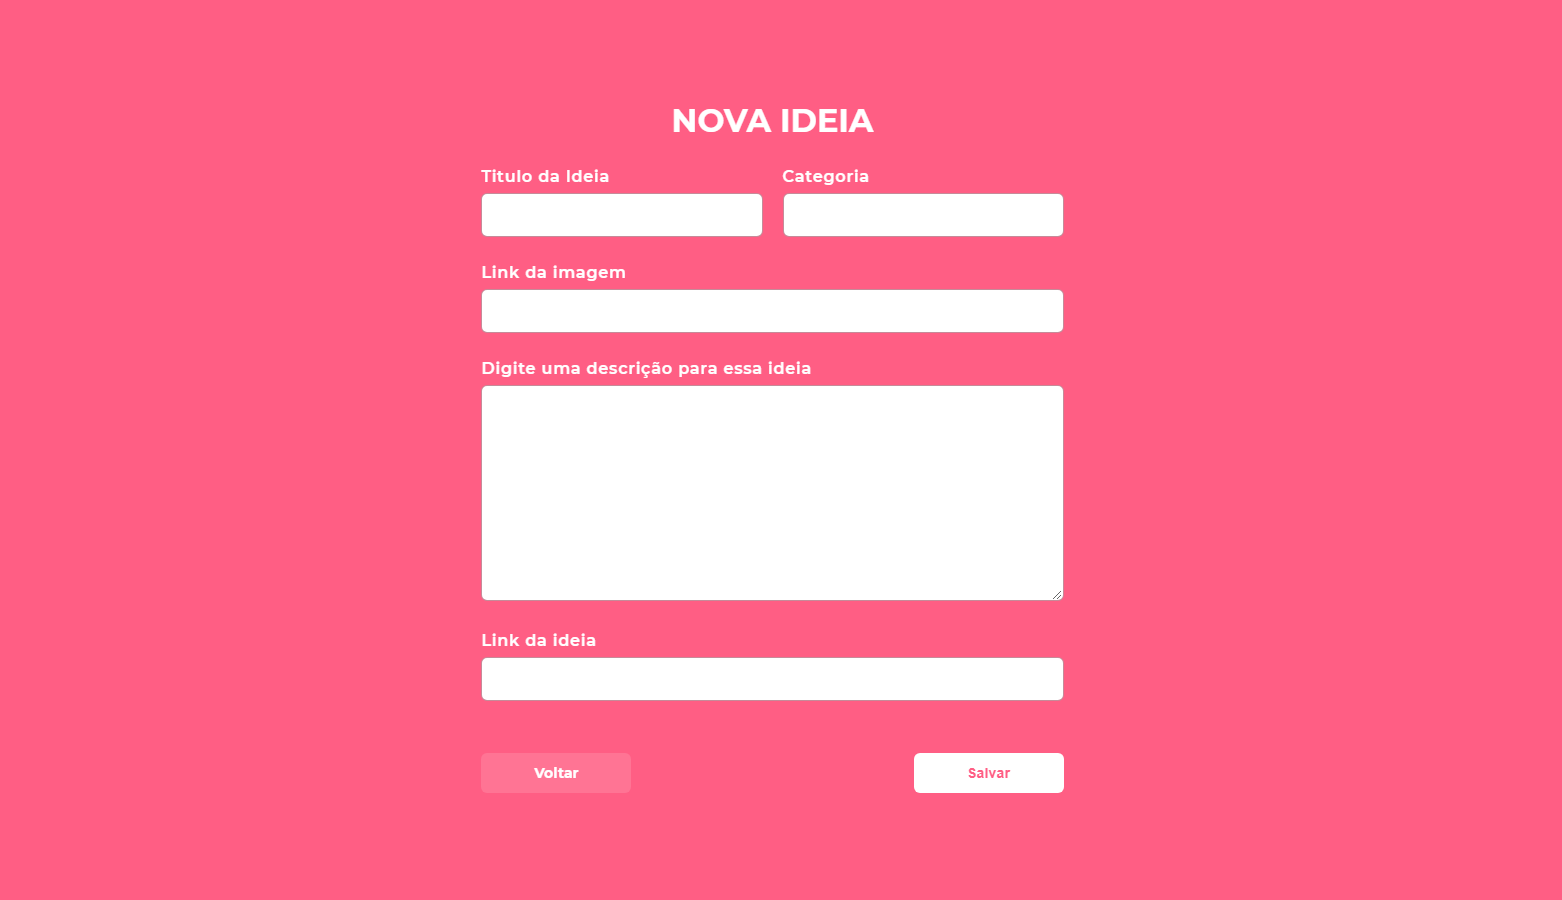 NOVA IDEIA
Titulo da Ideia
Categoria
Link da imagem
Digite uma descrição para essa ideia
Link da ideia
Voltar
Salvar